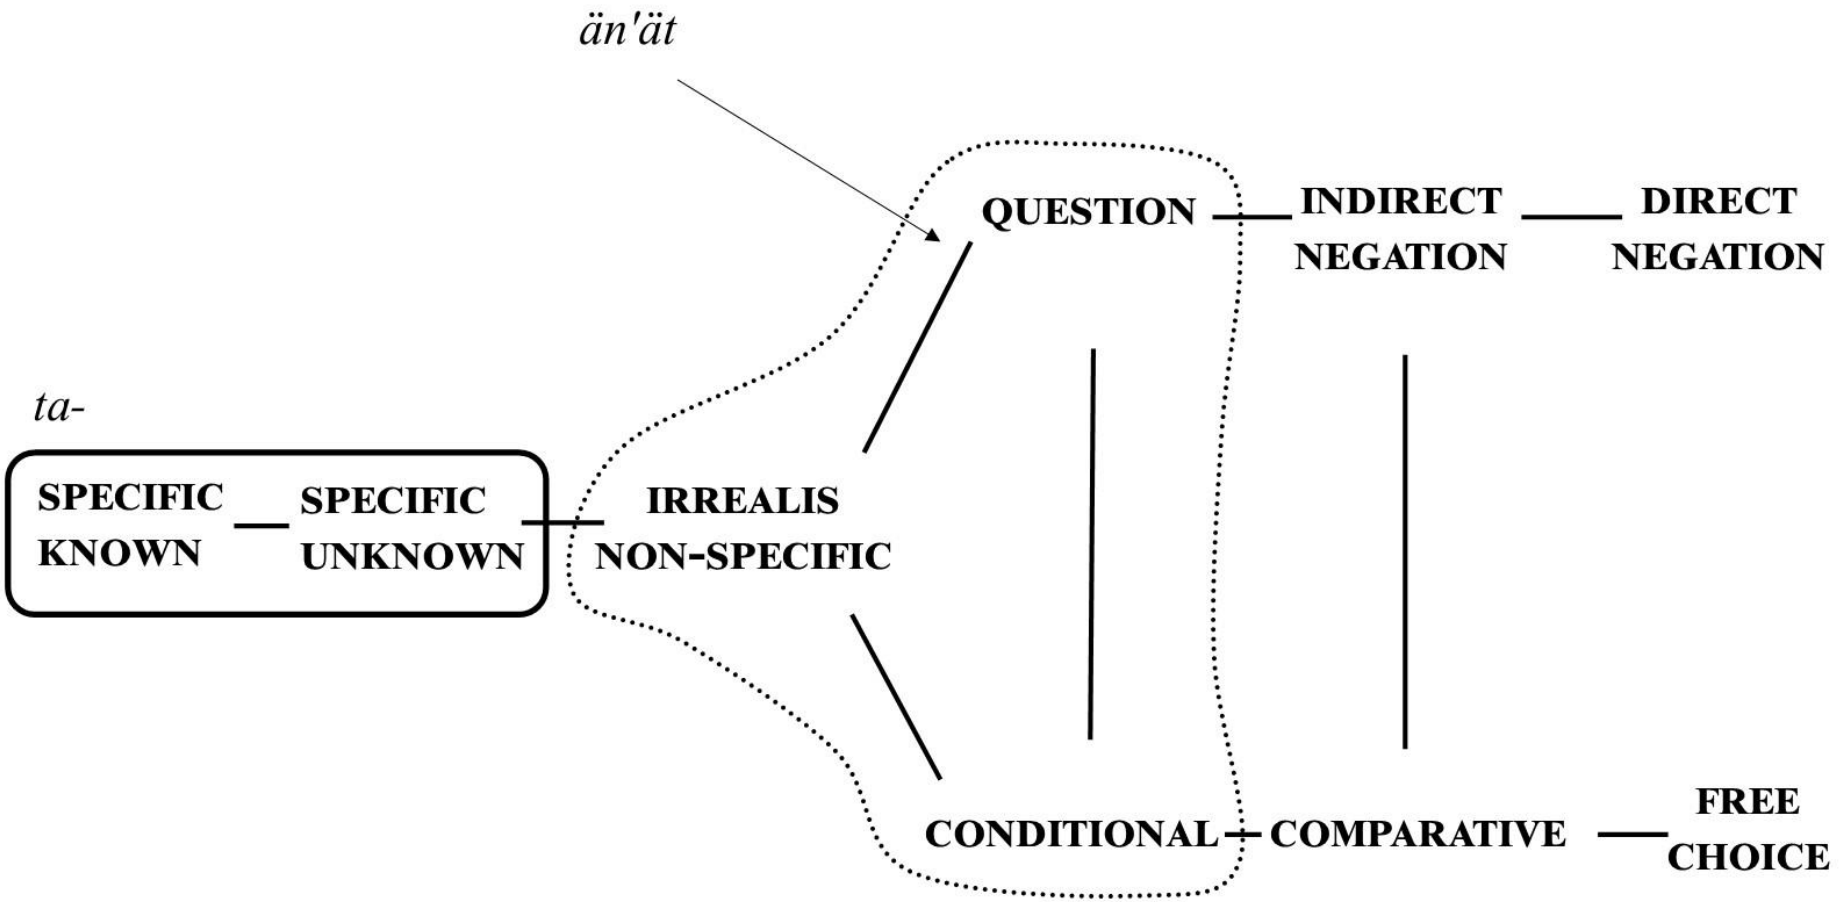 än'ät
QUESTION
INDIRECT
NEGATION
DIRECT
NEGATION
ta-
SPECIFIC
KNOWN
SPECIFIC
UNKNOWN
IRREALIS
NON-SPECIFIC
CONDITIONAL
COMPARATIVE
FREE
CHOICE